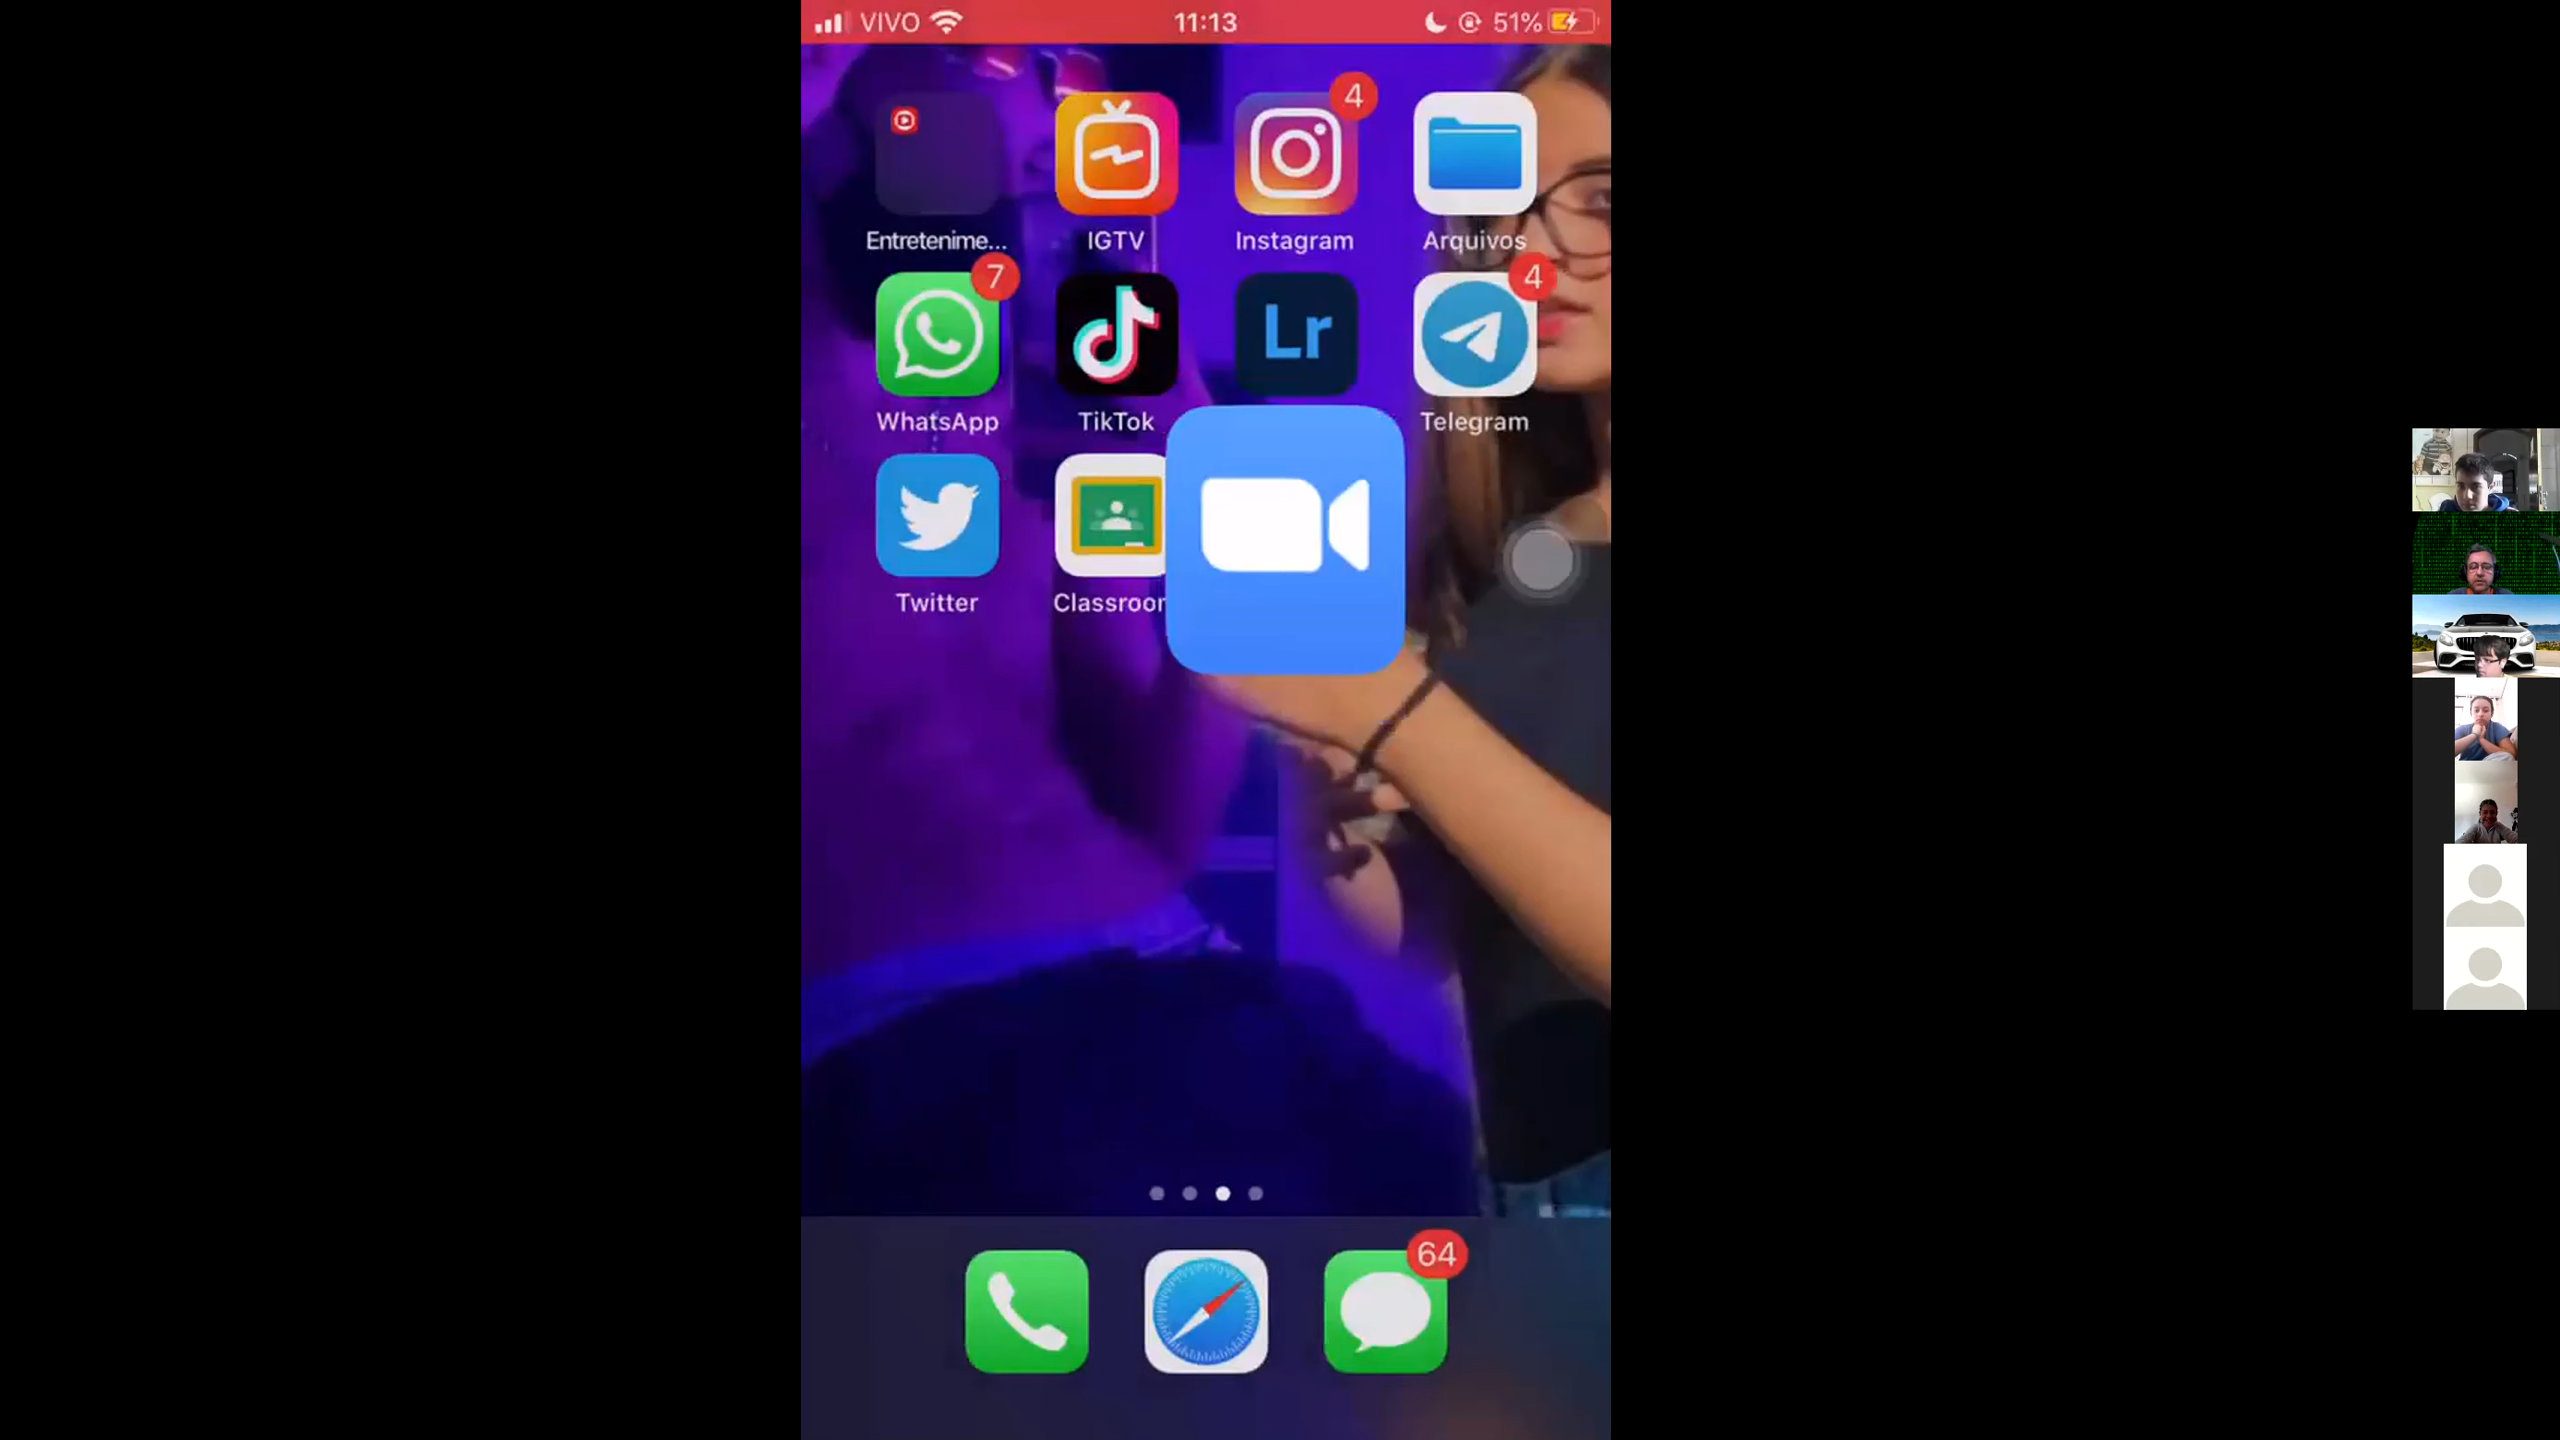 VIVO 11:13 51%
4
Entretenime... IGTV Instagram Arquivos
7 Lr 4
WhatsApp TikTok Telegram
Twitter Classroor
64